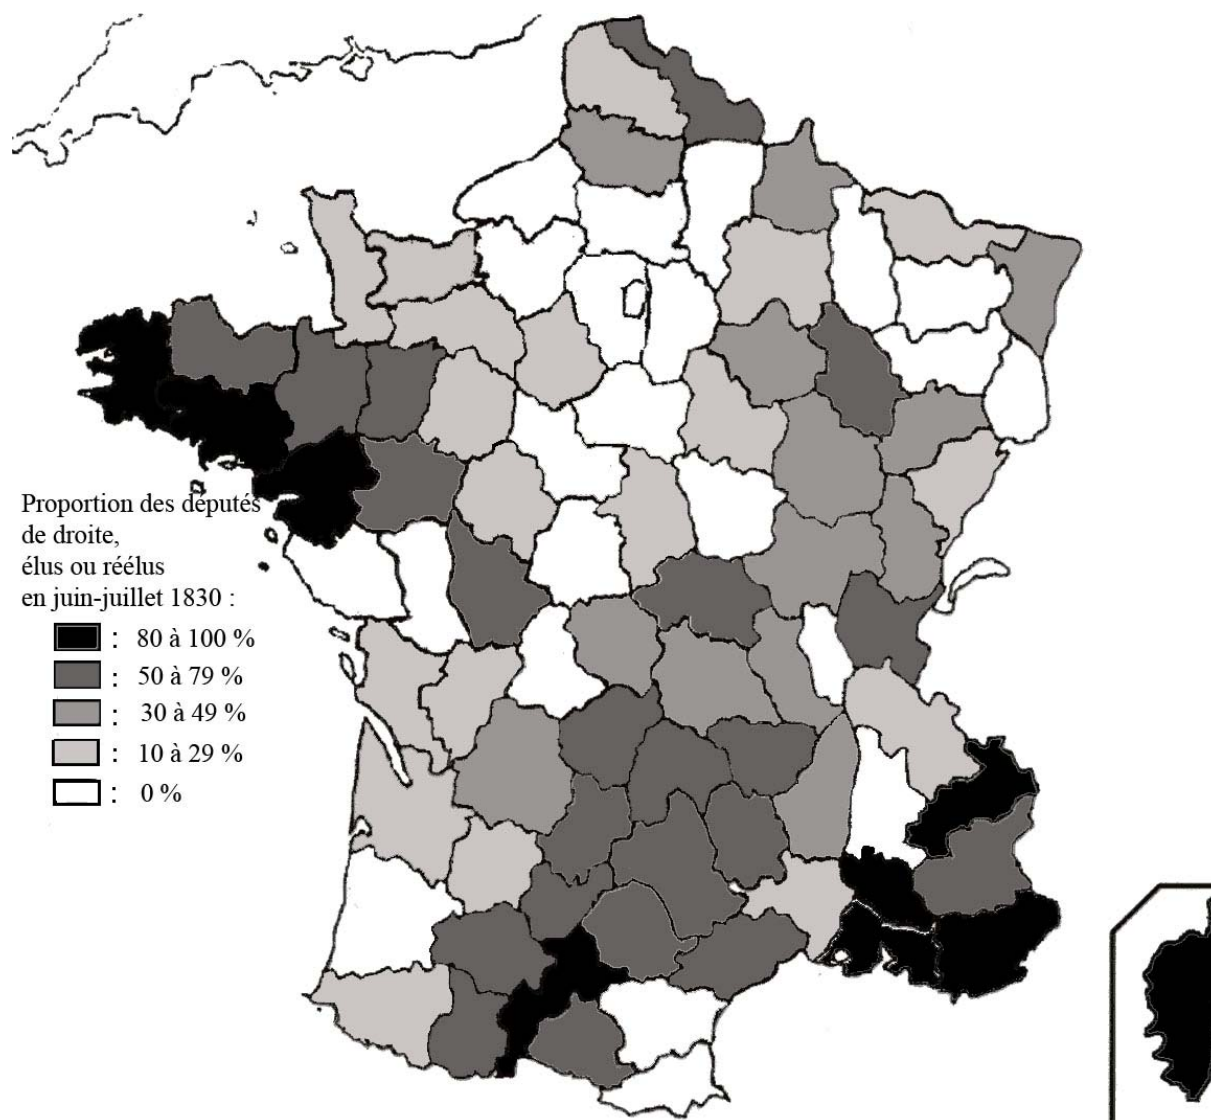 Proportion des députés
de droite,
élus ou réélus
en juin-juillet 1830 :
: 80 à 100 %
: 50 à 79 %
: 30 à 49 %
: 10 à 29 %
: 0 %